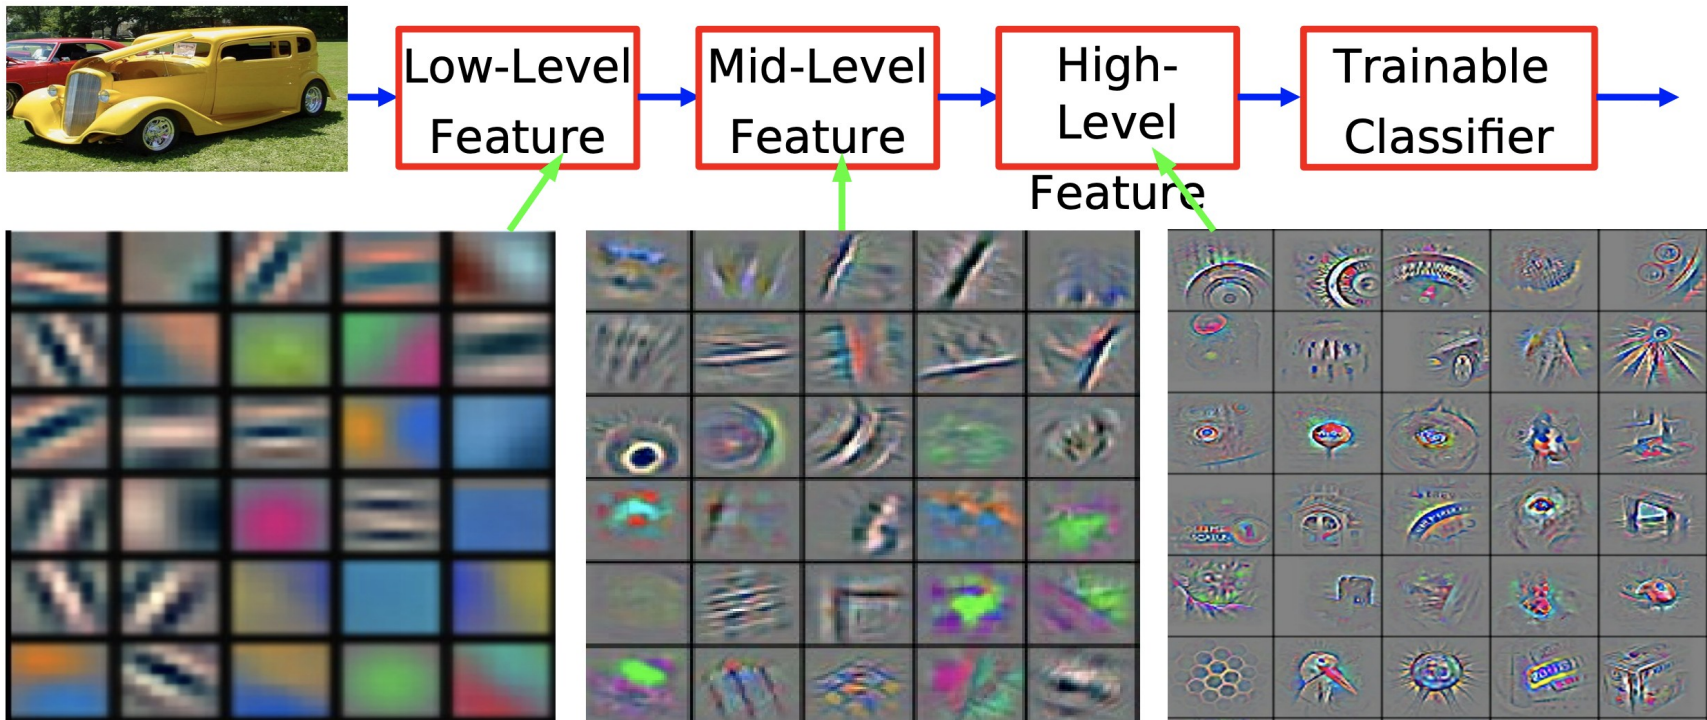 Low-Level
Feature
Mid-Level
Feature
High-
Level
Feature
Trainable
Classifier